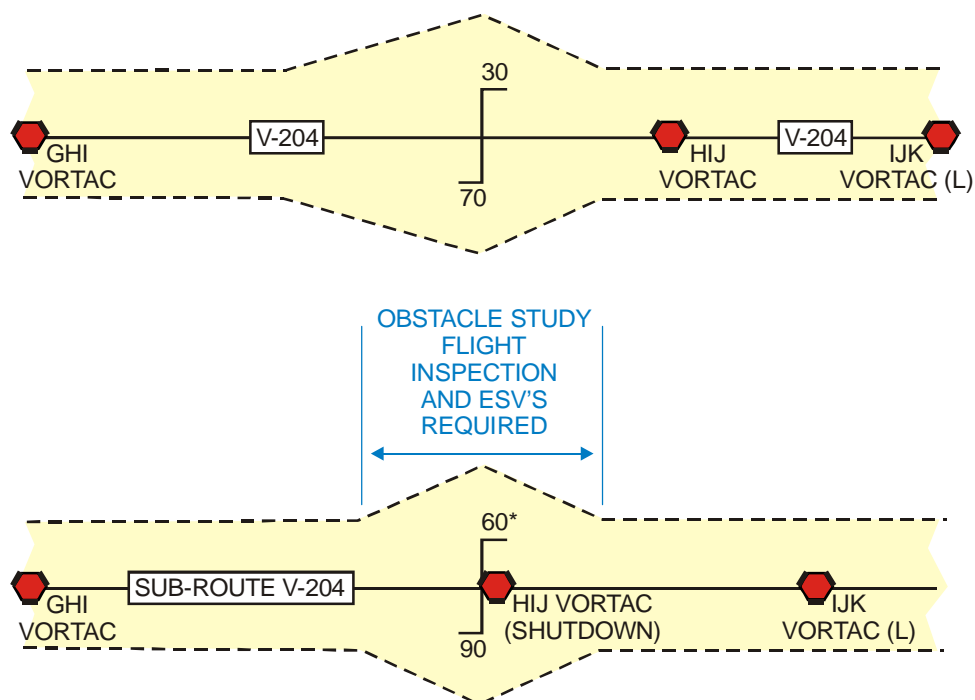 30
V-204
V-204
GHI
VORTAC
HIJ
VORTAC
IJK
VORTAC (L)
70
OBSTACLE STUDY
FLIGHT
INSPECTION
AND ESV'S
REQUIRED
60*
SUB-ROUTE V-204
GHI
VORTAC
HIJ VORTAC
(SHUTDOWN)
IJK
VORTAC (L)
90